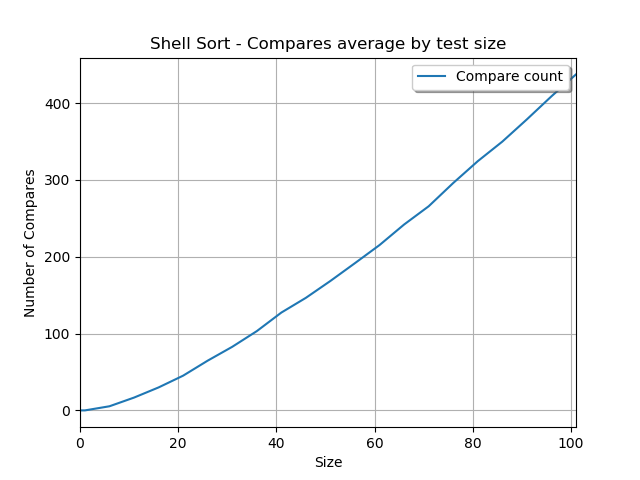 Shell Sort - Compares average by test size
Compare count
Number of Compares
400
300
200
100
0
0 20 40 60 80 100
Size